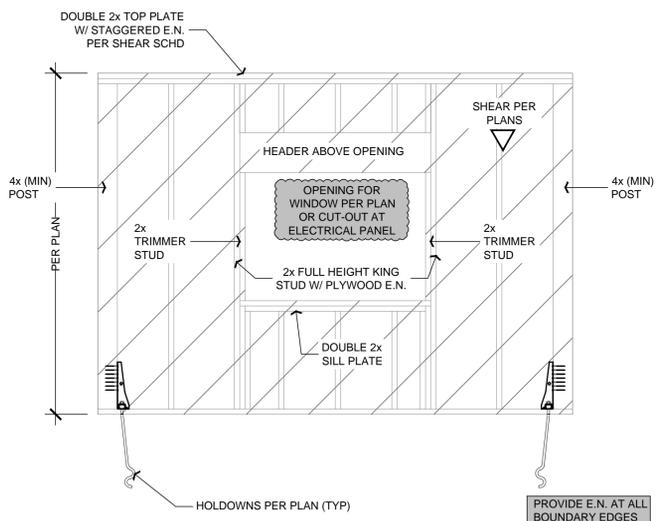 DOUBLE 2x TOP PLATE
W/ STAGGERED E.N.
PER SHEAR SCHD
SHEAR PER
PLANS
HEADER ABOVE OPENING
4x (MIN)
POST
OPENING FOR
WINDOW PER PLAN
OR CUT-OUT AT
ELECTRICAL PANEL
4x (MIN)
POST
PER PLAN
2x
TRIMMER
STUD
2x
TRIMMER
STUD
2x FULL HEIGHT KING
STUD W/ PLYWOOD E.N.
DOUBLE 2x
SILL PLATE
HOLDOWNS PER PLAN (TYP)
PROVIDE E.N. AT ALL
BOUNDARY EDGES